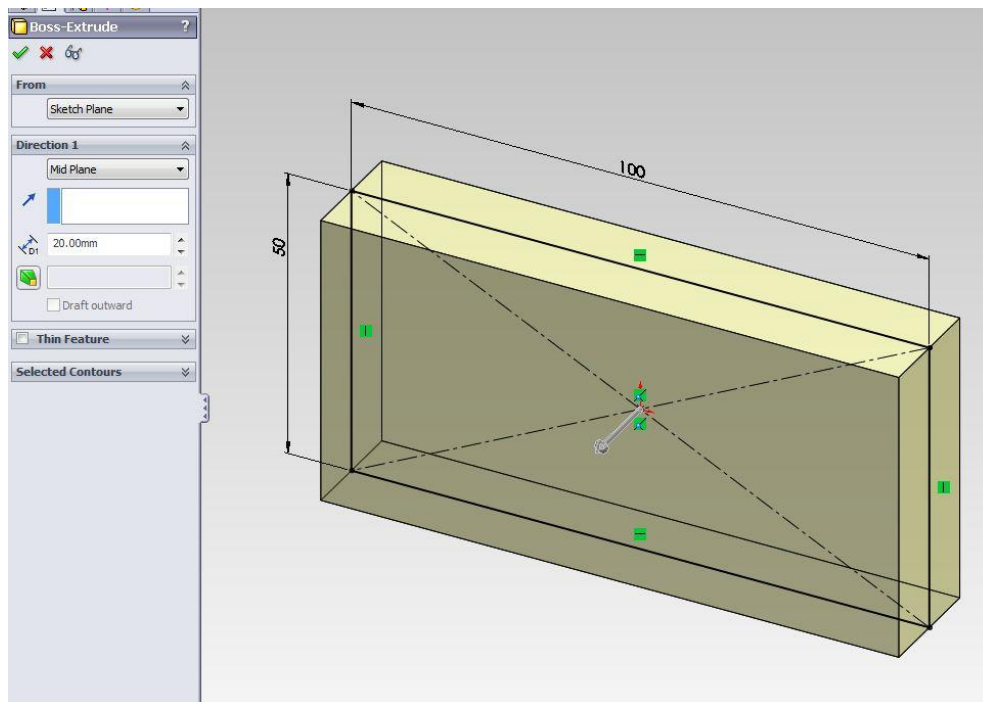 Boss-Extrude ?
From
Sketch Plane
Direction 1
Mid Plane
D1 20.00mm
Draft outward
Thin Feature
Selected Contours
100
50